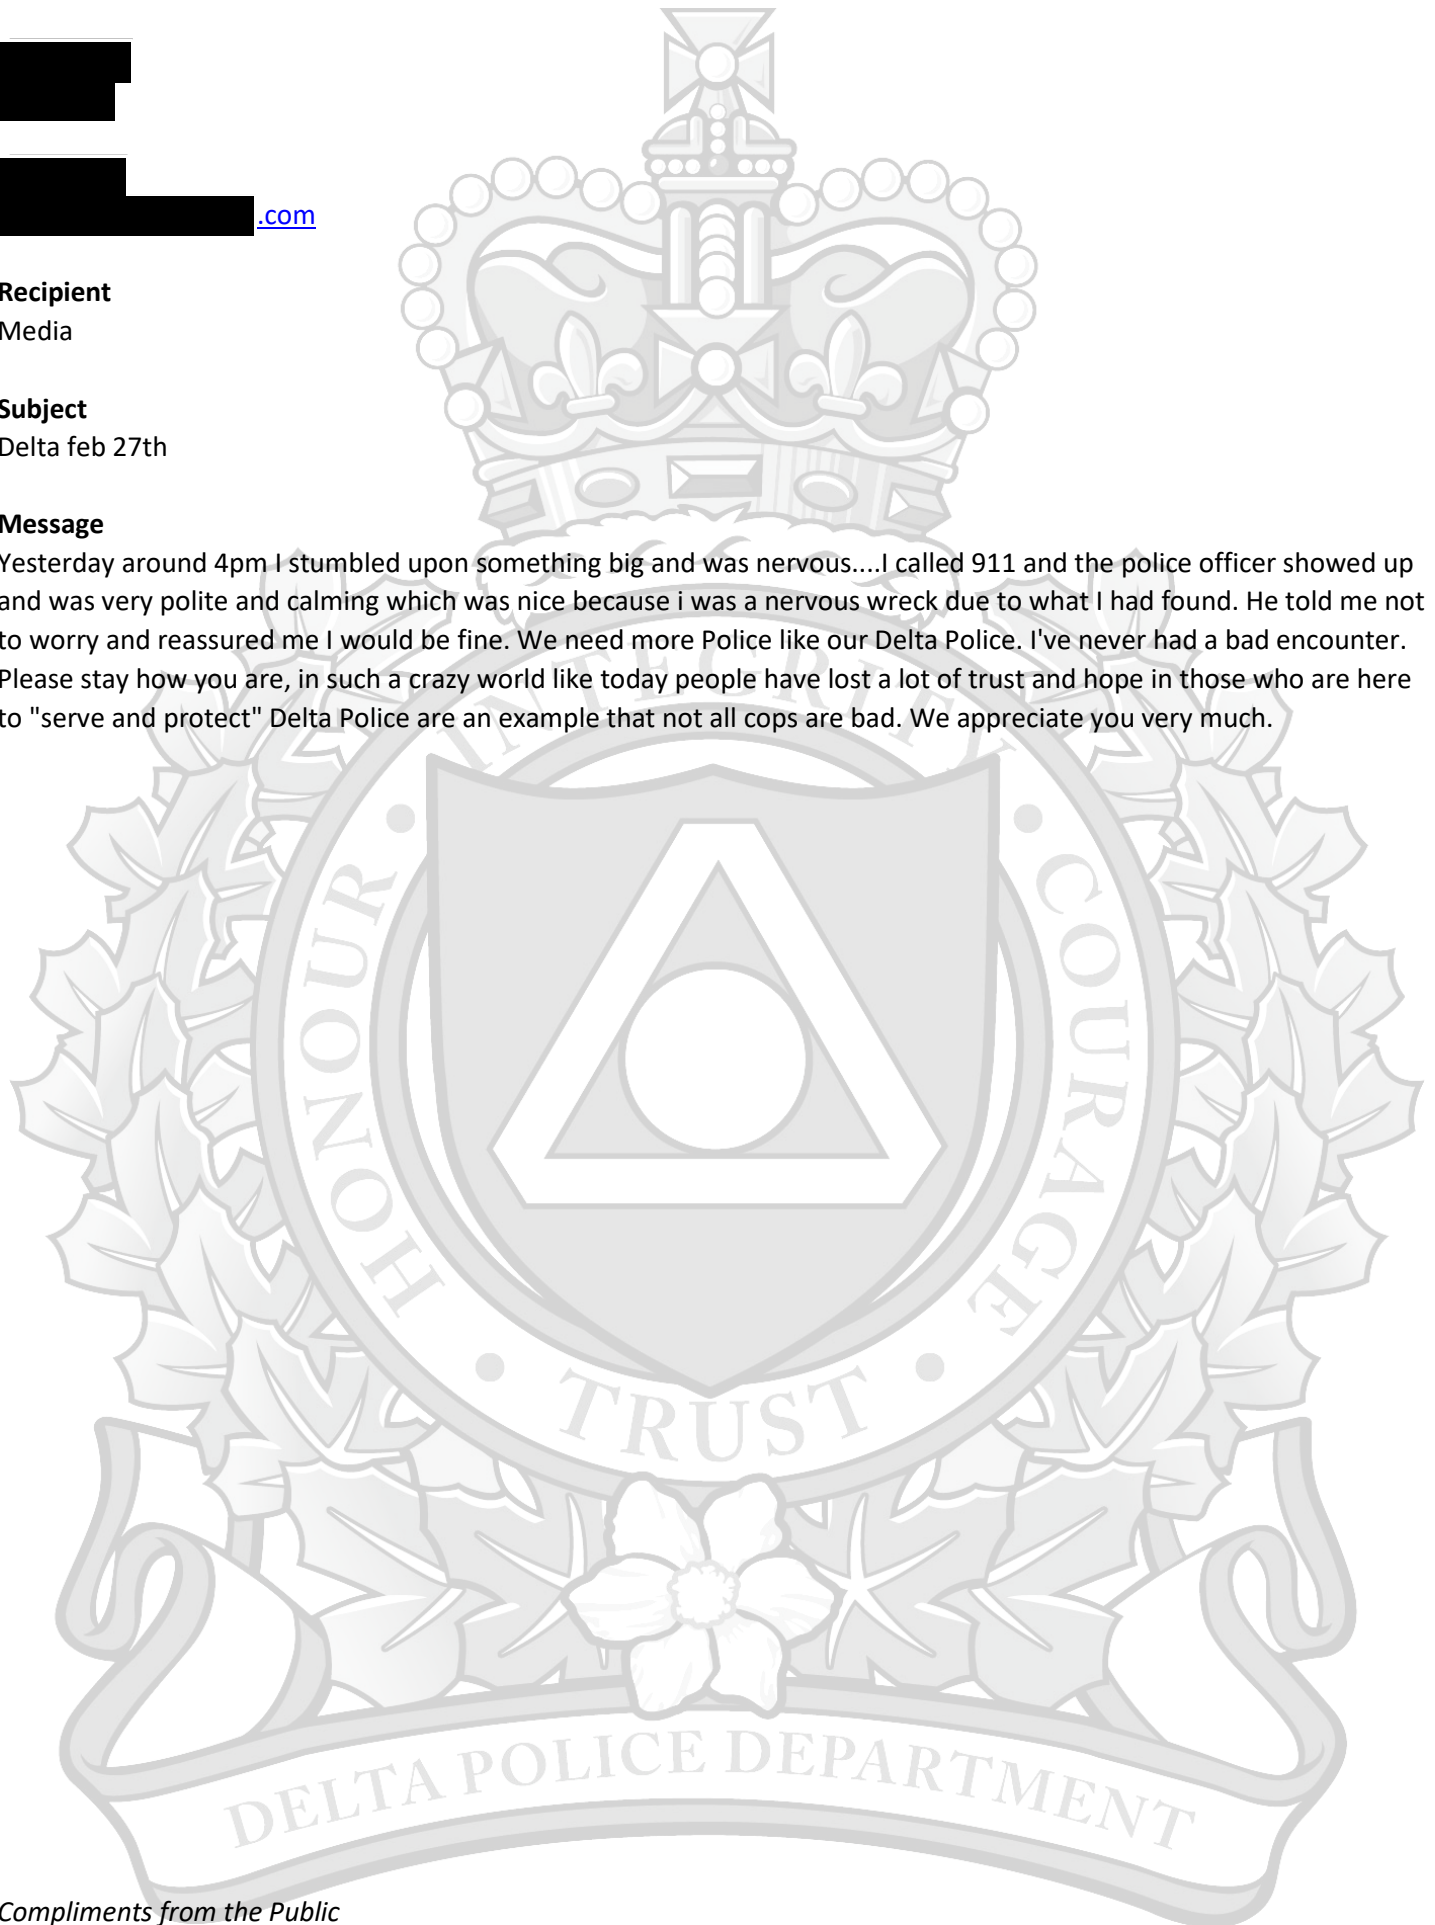 .com
Recipient
Media
Subject
Delta feb 27th
Message
Yesterday around 4pm I stumbled upon something big and was nervous....I called 911 and the police officer showed up
and was very polite and calming which was nice because i was a nervous wreck due to what I had found. He told me not
to worry and reassured me I would be fine. We need more Police like our Delta Police. I've never had a bad encounter.
Please stay how you are, in such a crazy world like today people have lost a lot of trust and hope in those who are here
to "serve and protect" Delta Police are an example that not all cops are bad. We appreciate you very much.
INTEGRITY
HONOUR
COURAGE
TRUST
DELTA POLICE DEPARTMENT
Compliments from the Public